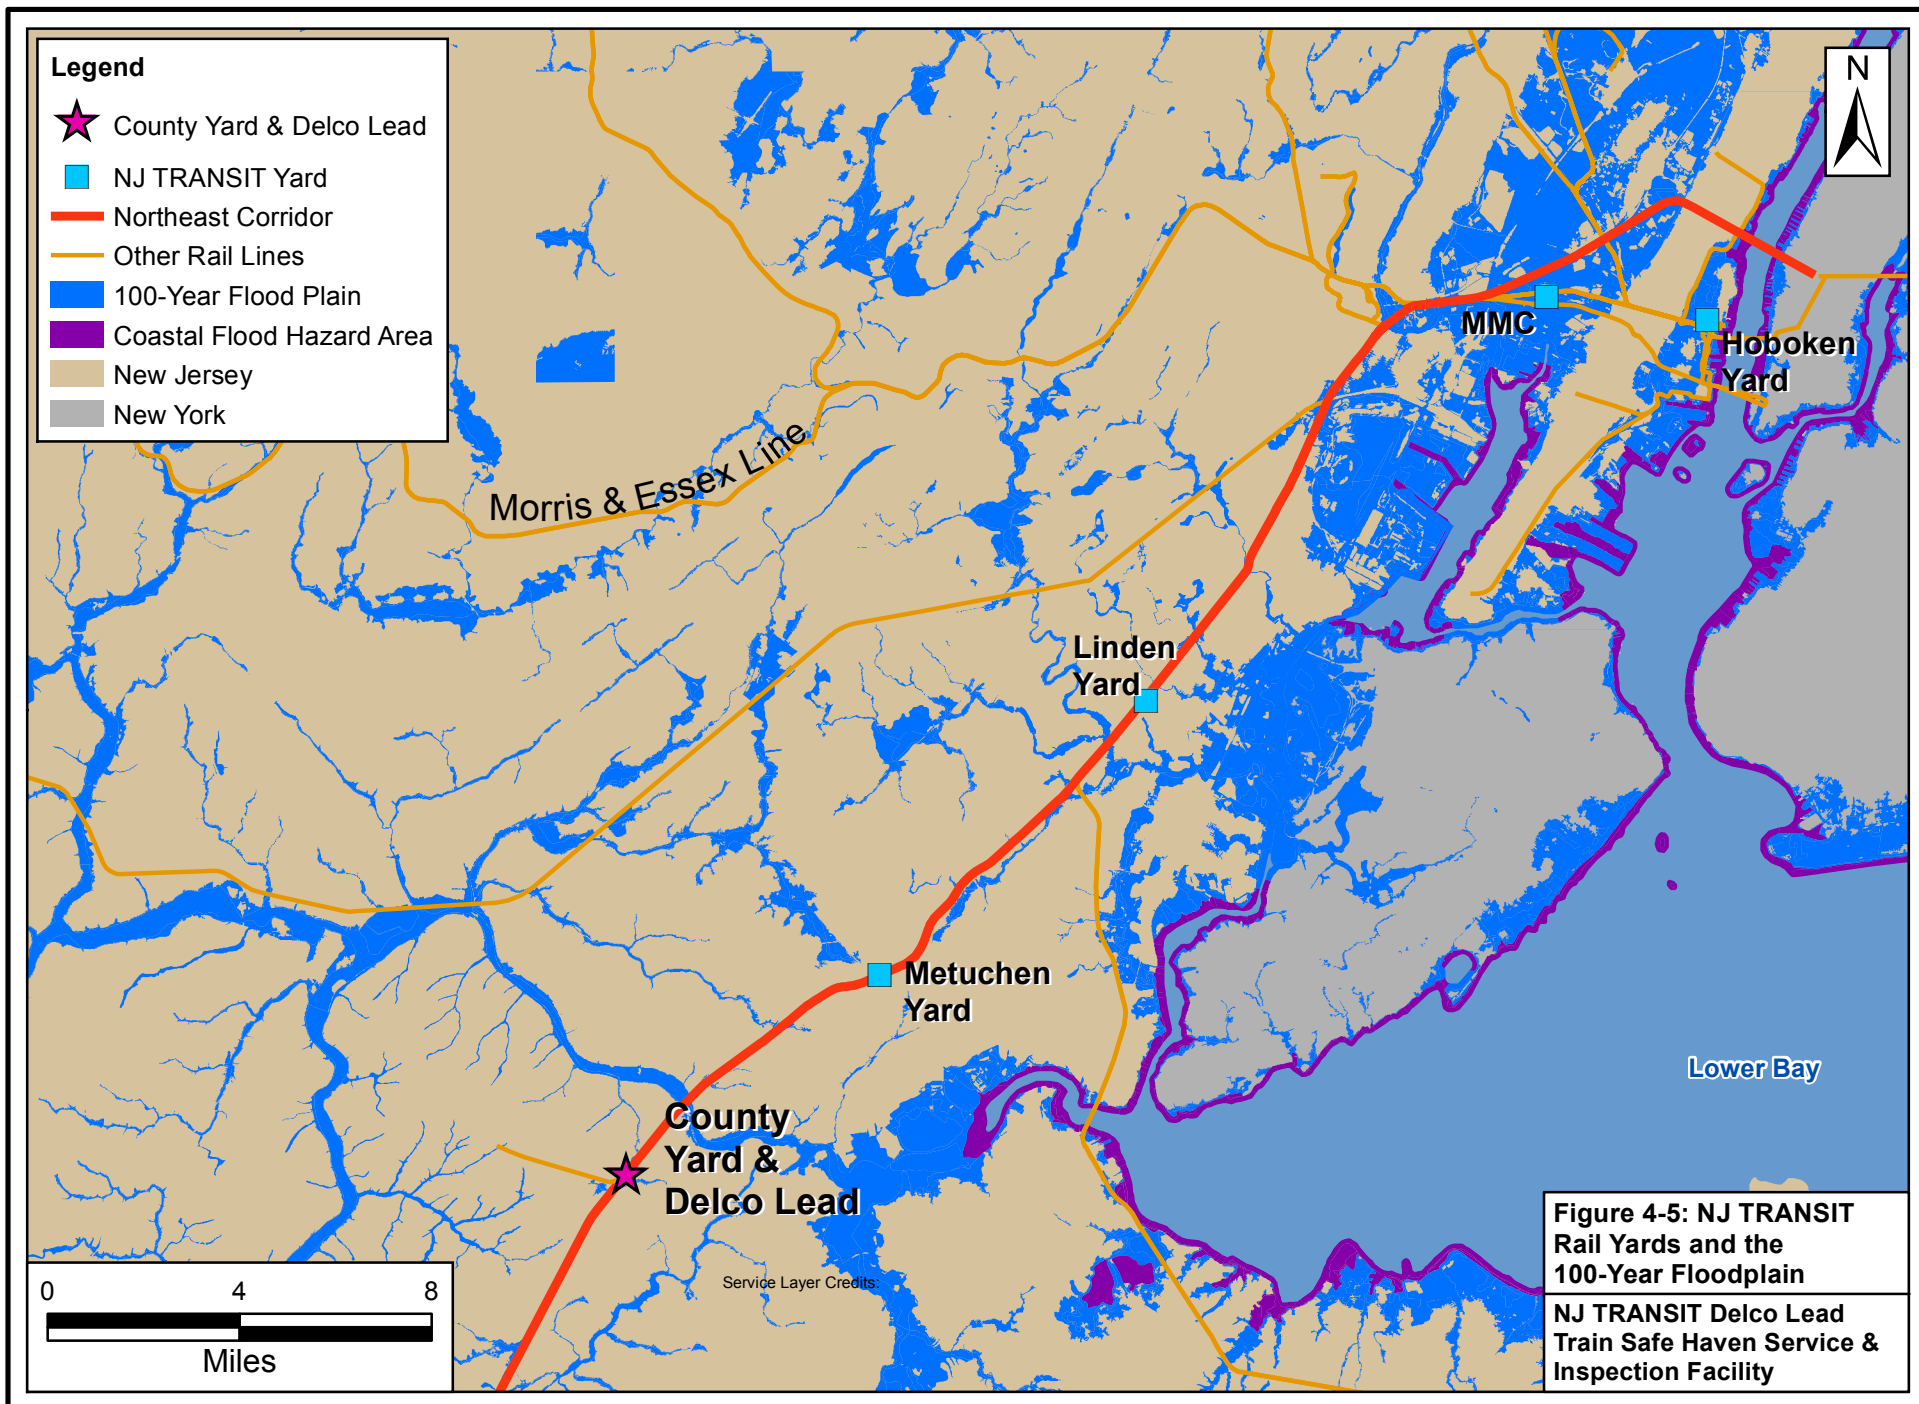 Legend
County Yard & Delco Lead
NJ TRANSIT Yard
Northeast Corridor
Other Rail Lines
100-Year Flood Plain
Coastal Flood Hazard Area
New Jersey
New York
N
MMC
Hoboken
Yard
Morris & Essex Line
Linden
Yard
Metuchen
Yard
County
Yard &
Delco Lead
Lower Bay
Service Layer Credits:
0 4 8
Miles
Figure 4-5: NJ TRANSIT
Rail Yards and the
100-Year Floodplain
NJ TRANSIT Delco Lead
Train Safe Haven Service &
Inspection Facility